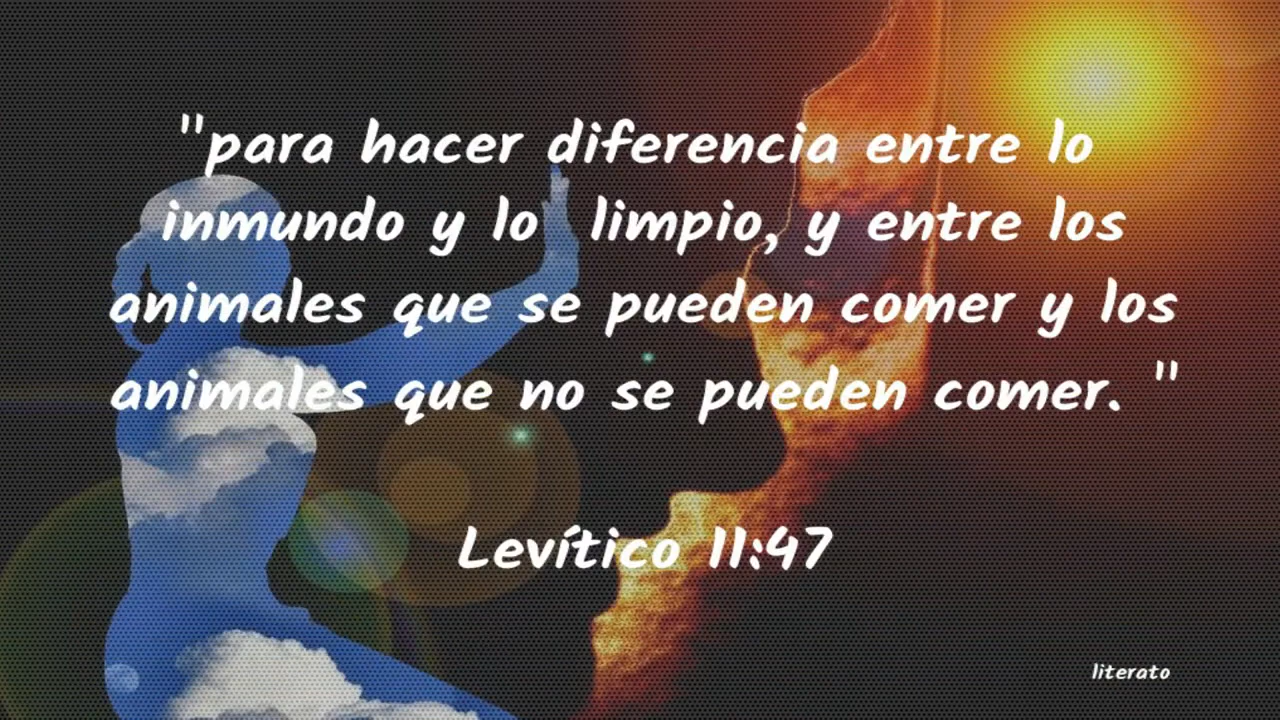 "para hacer diferencia entre lo
inmundo y lo limpio, y entre los
animales que se pueden comer y los
animales que no se pueden comer. "
Levítico 11:47
literato